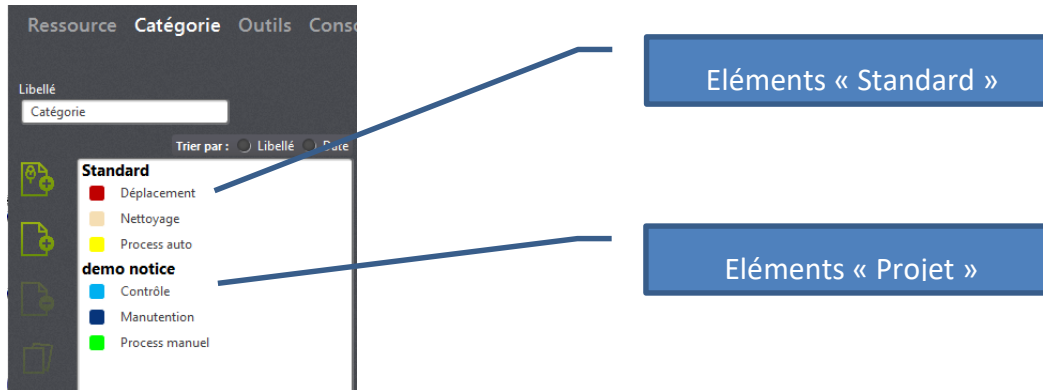 Ressource Catégorie Outils
Libellé
Catégorie
Trier par : Libellé Date
Standard
Déplacement
Nettoyage
Process auto
demo notice
Contrôle
Manutention
Process manuel
Eléments « Standard »
Eléments « Projet »